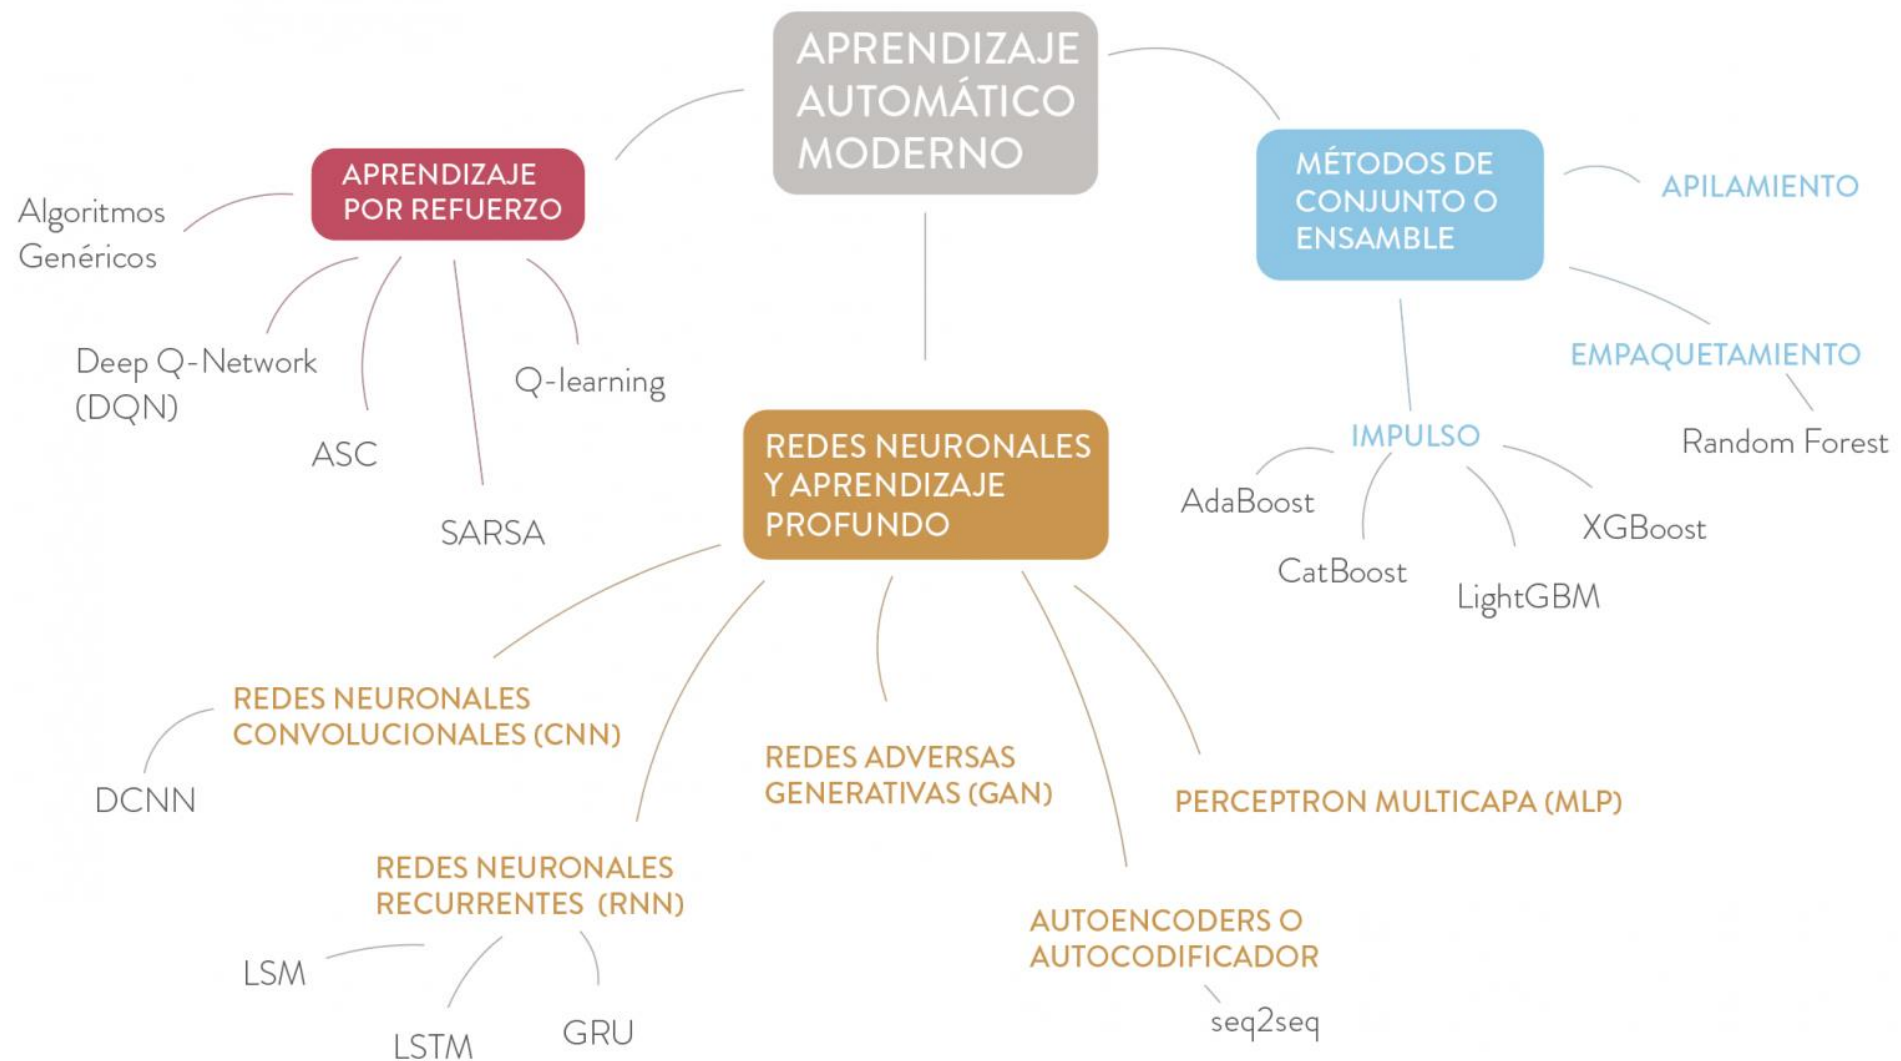 APRENDIZAJE
AUTOMÁTICO
MODERNO
APRENDIZAJE
POR REFUERZO
Algoritmos
Genéricos
Deep Q-Network
(DQN)
ASC
SARSA
Q-learning
MÉTODOS DE
CONJUNTO O
ENSAMBLE
APILAMIENTO
EMPAQUETAMIENTO
Random Forest
IMPULSO
AdaBoost
CatBoost
LightGBM
XGBoost
REDES NEURONALES
Y APRENDIZAJE
PROFUNDO
REDES NEURONALES
CONVOLUCIONALES (CNN)
DCNN
REDES NEURONALES
RECURRENTES (RNN)
LSM
LSTM
GRU
REDES ADVERSAS
GENERATIVAS (GAN)
AUTOENCODERS O
AUTOCODIFICADOR
seq2seq
PERCEPTRON MULTICAPA (MLP)